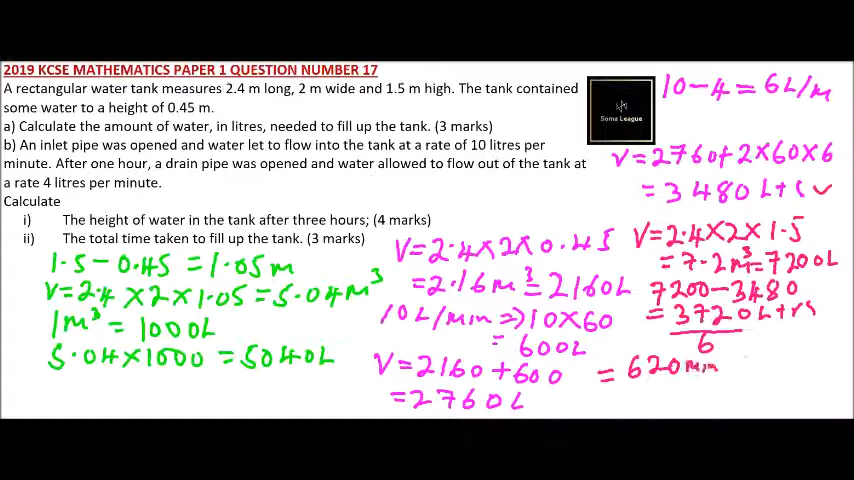 2019 KCSE MATHEMATICS PAPER 1 QUESTION NUMBER 17
A rectangular water tank measures 2.4 m long, 2 m wide and 1.5 m high. The tank contained
some water to a height of 0.45 m.
a) Calculate the amount of water, in litres, needed to fill up the tank. (3 marks)
b) An inlet pipe was opened and water let to flow into the tank at a rate of 10 litres per
minute. After one hour, a drain pipe was opened and water allowed to flow out of the tank at
a rate 4 litres per minute.
Calculate
i) The height of water in the tank after three hours; (4 marks)
ii) The total time taken to fill up the tank. (3 marks)
Soma League
1.5 - 0.45 = 1.05m
V = 2.4 × 2 × 1.05 = 5.04m³
1m³ = 1000L
5.04 × 1000 = 5040L
V = 2.4 × 2 × 0.45
= 2.16m³ = 2160L
10L/min ⇒ 10 × 60
= 600L
V = 2160 + 600
= 2760L
10 - 4 = 6L/m
V = 2760 + 2 × 60 × 6
= 3480Ltrs
V = 2.4 × 2 × 1.5
= 7.2m³ = 7200L
7200 - 3480
= 3720Ltrs
6
= 620min